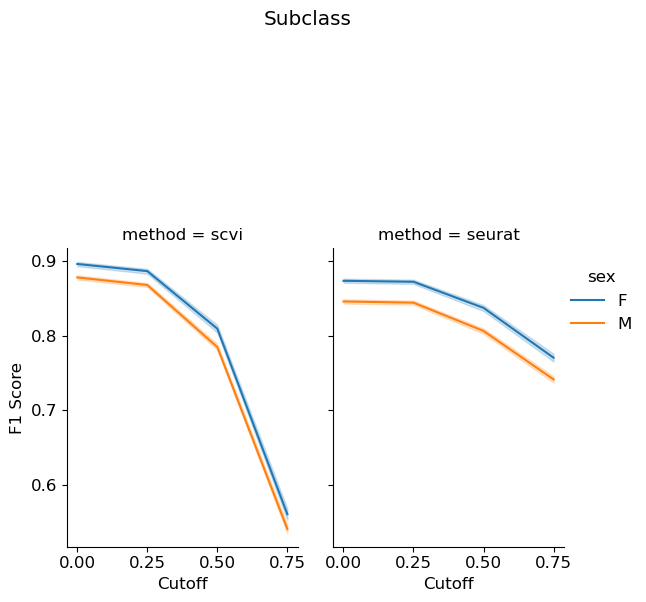 Subclass
method = scvi
method = seurat
0.9
0.8
0.7
0.6
F1 Score
0.00 0.25 0.50 0.75
Cutoff
0.00 0.25 0.50 0.75
Cutoff
sex
F
M